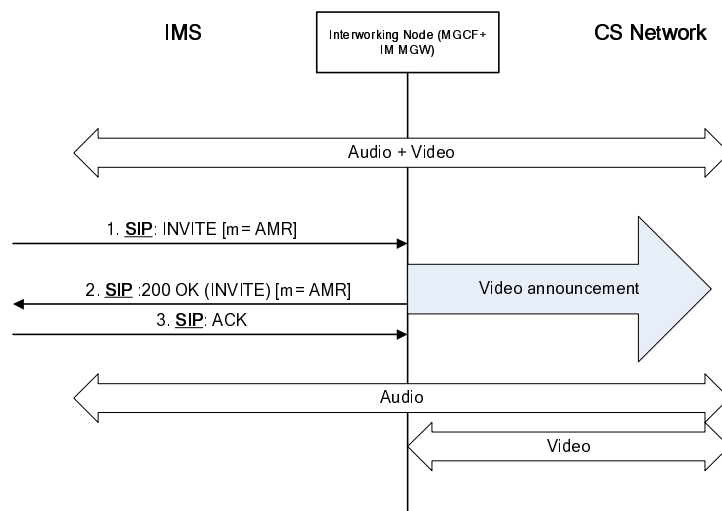 IMS
Interworking Node (MGCF+
IM MGW)
CS Network
Audio + Video
1. SIP: INVITE [m= AMR]
2. SIP :200 OK (INVITE) [m= AMR]
Video announcement
3. SIP: ACK
Audio
Video